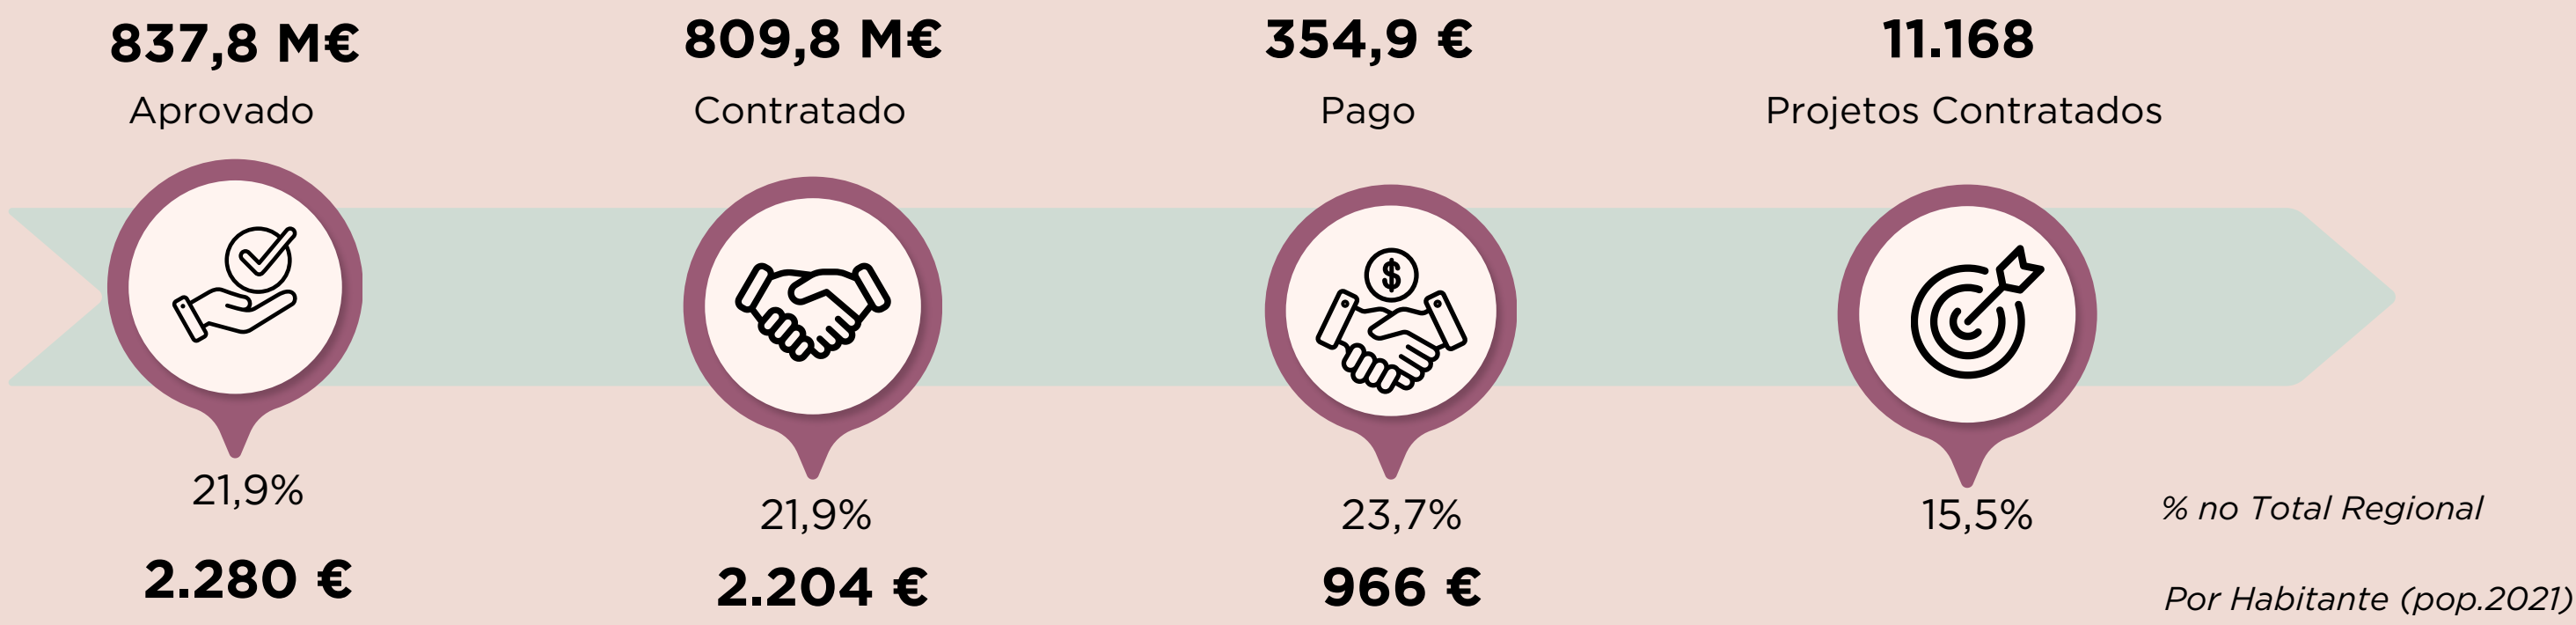 837,8 M€
Aprovado
809,8 M€
Contratado
354,9 €
Pago
11.168
Projetos Contratados
$
21,9%
21,9%
23,7%
15,5%
% no Total Regional
2.280 €
2.204 €
966 €
Por Habitante (pop.2021)